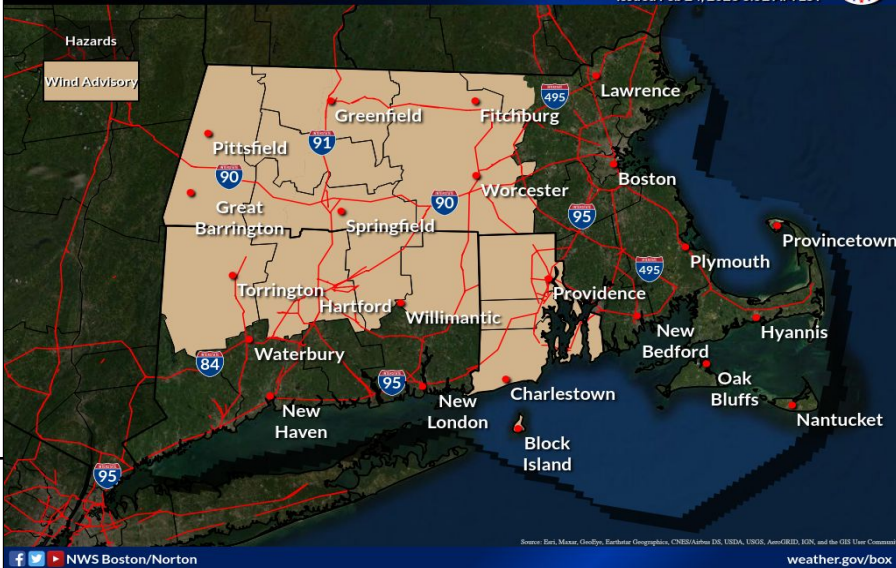 Hazards
Wind Advisory
495
Lawrence
Greenfield
Fitchburg
91
Pittsfield
90
Boston
Worcester
Great
Barrington
90
Springfield
95
Provincetown
Plymouth
495
Torrington
Hartford
Providence
Willimantic
New
Bedford
Hyannis
Waterbury
84
95
Oak
Bluffs
New
Haven
New
London
Charlestown
Nantucket
Block
Island
95
NWS Boston/Norton
weather.gov/box